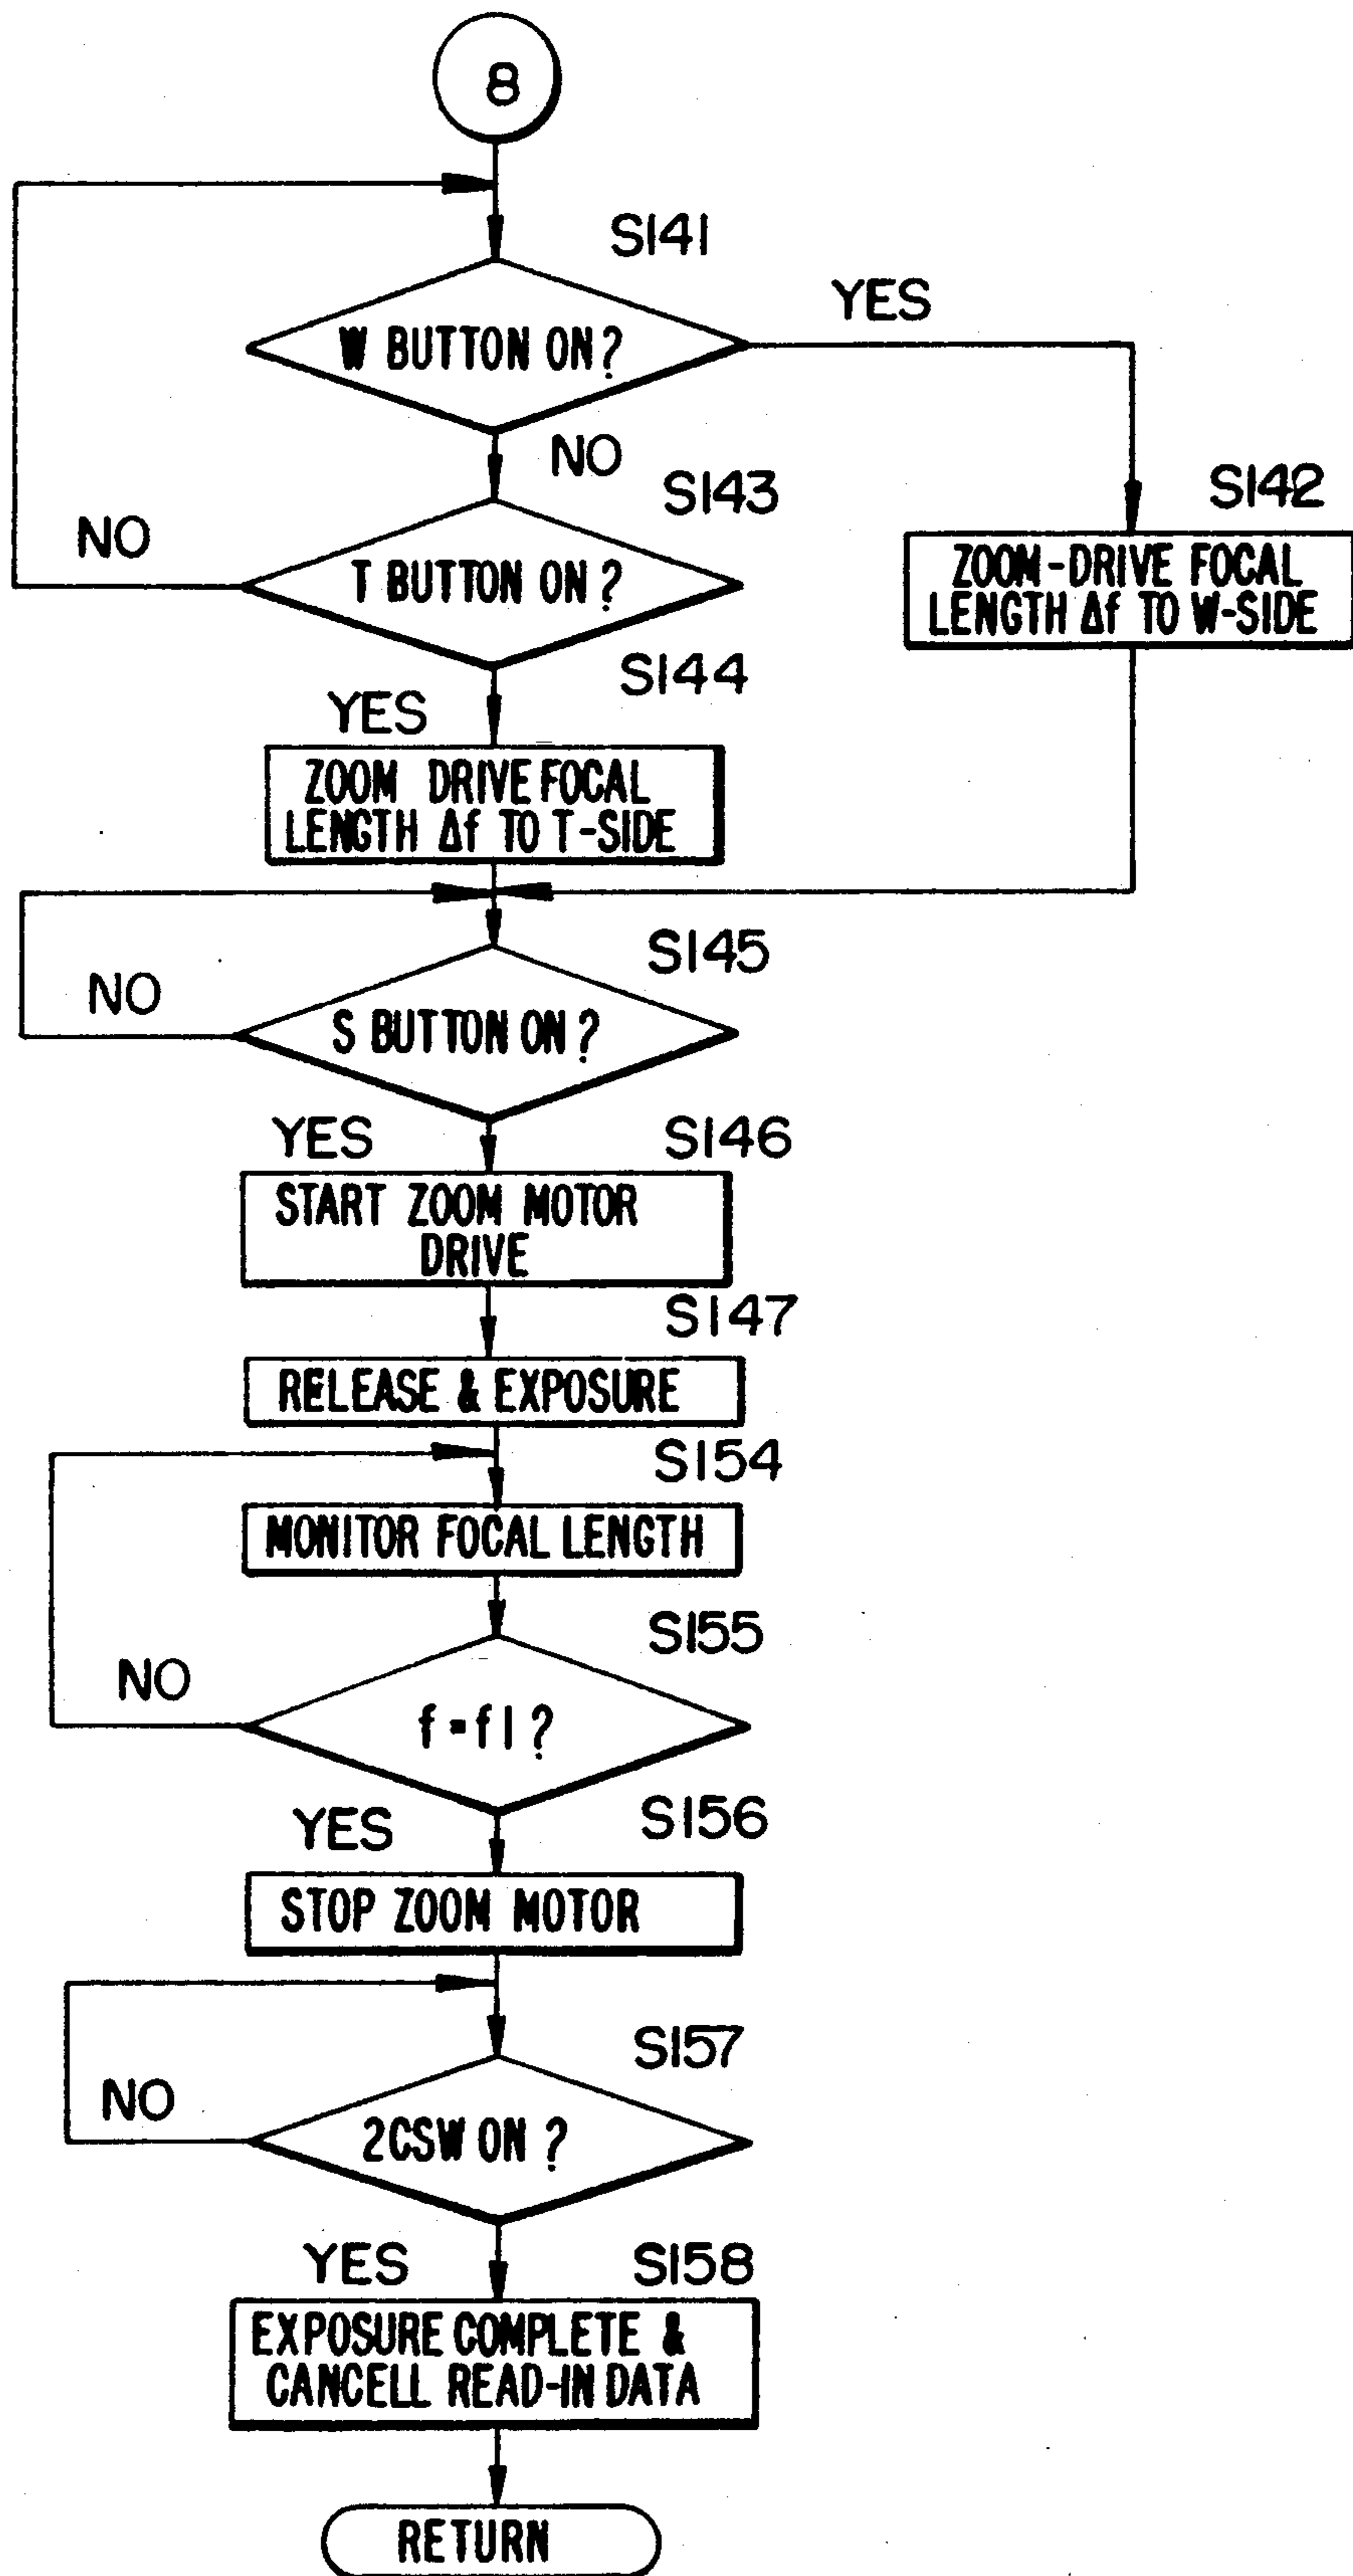 8
S141
W BUTTON ON?
YES
NO
S143
S142
NO
T BUTTON ON?
ZOOM-DRIVE FOCAL
LENGTH Δf TO W-SIDE
S144
YES
ZOOM DRIVE FOCAL
LENGTH Δf TO T-SIDE
S145
NO
S BUTTON ON?
YES
S146
START ZOOM MOTOR
DRIVE
S147
RELEASE & EXPOSURE
S154
MONITOR FOCAL LENGTH
S155
NO
f=f1?
S156
YES
STOP ZOOM MOTOR
S157
NO
2CSW ON?
YES
S158
EXPOSURE COMPLETE &
CANCELL READ-IN DATA
RETURN